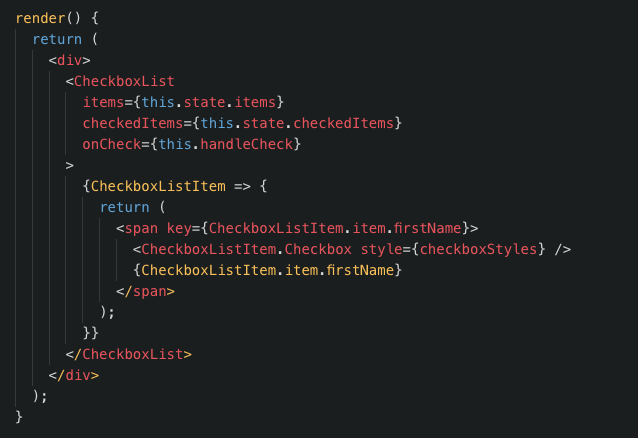 render() {
  return (
    <div>
      <CheckboxList
        items={this.state.items}
        checkedItems={this.state.checkedItems}
        onCheck={this.handleCheck}
      >
        {CheckboxListItem => {
          return (
            <span key={CheckboxListItem.item.firstName}>
              <CheckboxListItem.Checkbox style={checkboxStyles} />
              {CheckboxListItem.item.firstName}
            </span>
          );
        }}
      </CheckboxList>
    </div>
  );
}